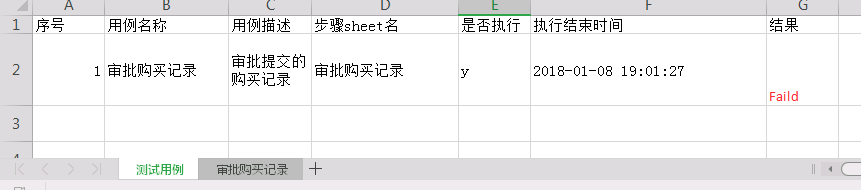 A B C D E F G
1 序号 用例名称 用例描述 步骤sheet名 是否执行 执行结束时间 结果
2 1 审批购买记录 审批提交的 审批购买记录 y 2018-01-08 19:01:27
购买记录
Faild
3
4
测试用例 审批购买记录